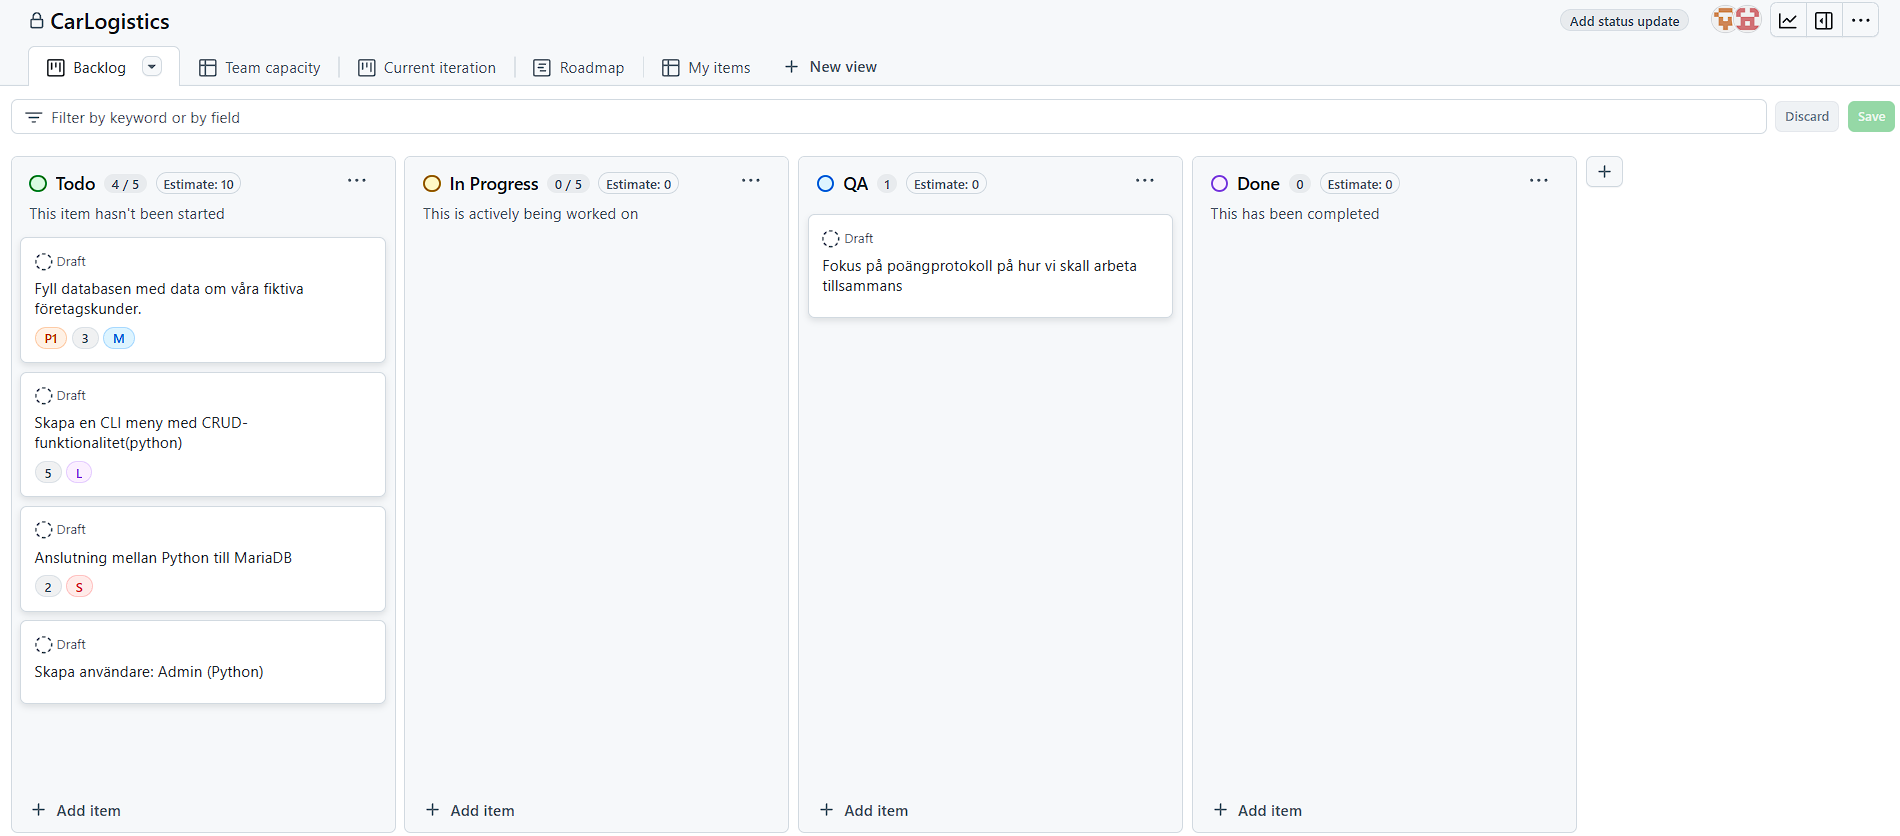 CarLogistics
Add status update
Backlog
Team capacity
Current iteration
Roadmap
My items
New view
Filter by keyword or by field
Discard
Save
Todo 4 / 5 Estimate: 10
This item hasn't been started
Draft
Fyll databasen med data om våra fiktiva
företagskunder.
P1 3 M
Draft
Skapa en CLI meny med CRUD-
funktionalitet(python)
5 L
Draft
Anslutning mellan Python till MariaDB
2 S
Draft
Skapa användare: Admin (Python)
Add item
In Progress 0 / 5 Estimate: 0
This is actively being worked on
Add item
QA 1 Estimate: 0
Draft
Fokus på poängprotokoll på hur vi skall arbeta
tillsammans
Add item
Done 0 Estimate: 0
This has been completed
Add item